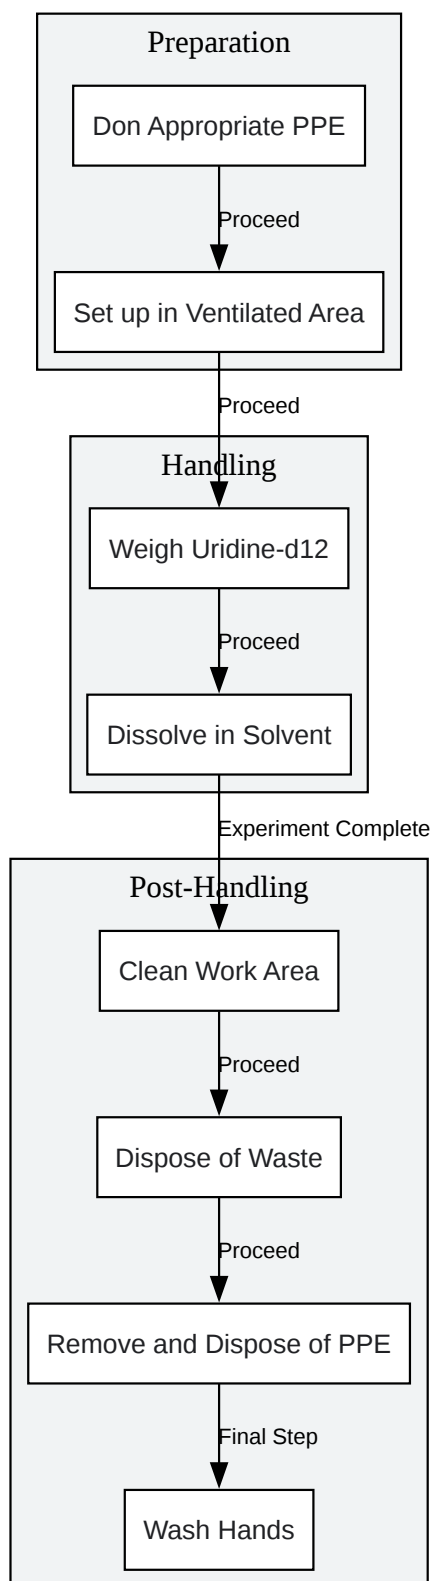 Preparation
Don Appropriate PPE
Proceed
Set up in Ventilated Area
Proceed
Handling
Weigh Uridine-d12
Proceed
Dissolve in Solvent
Experiment Complete
Post-Handling
Clean Work Area
Proceed
Dispose of Waste
Proceed
Remove and Dispose of PPE
Final Step
Wash Hands